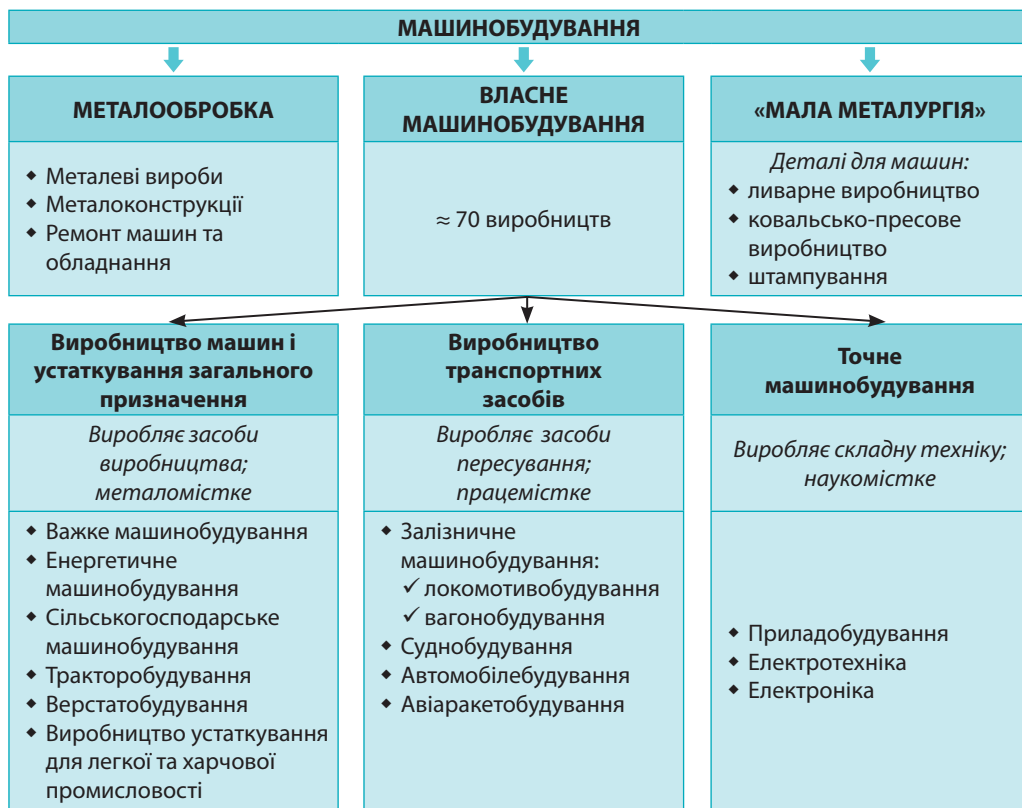 МАШИНОБУДУВАННЯ
МЕТАЛООБРОБКА
◆ Металеві вироби
◆ Металоконструкції
◆ Ремонт машин та
обладнання
ВЛАСНЕ
МАШИНОБУДУВАННЯ
≈ 70 виробництв
«МАЛА МЕТАЛУРГІЯ»
Деталі для машин:
◆ ливарне виробництво
◆ ковальсько-пресове
виробництво
◆ штампування
Виробництво машин і
устаткування загального
призначення
Виробляє засоби
виробництва;
металомістке
◆ Важке машинобудування
◆ Енергетичне
машинобудування
◆ Сільськогосподарське
машинобудування
◆ Тракторобудування
◆ Верстатобудування
◆ Виробництво устаткування
для легкої та харчової
промисловості
Виробництво
транспортних
засобів
Виробляє засоби
пересування;
працемістке
◆ Залізничне
машинобудування:
✓ локомотивобудування
✓ вагонобудування
◆ Суднобудування
◆ Автомобілебудування
◆ Авіаракетобудування
Точне
машинобудування
Виробляє складну техніку;
наукомістке
◆ Приладобудування
◆ Електротехніка
◆ Електроніка